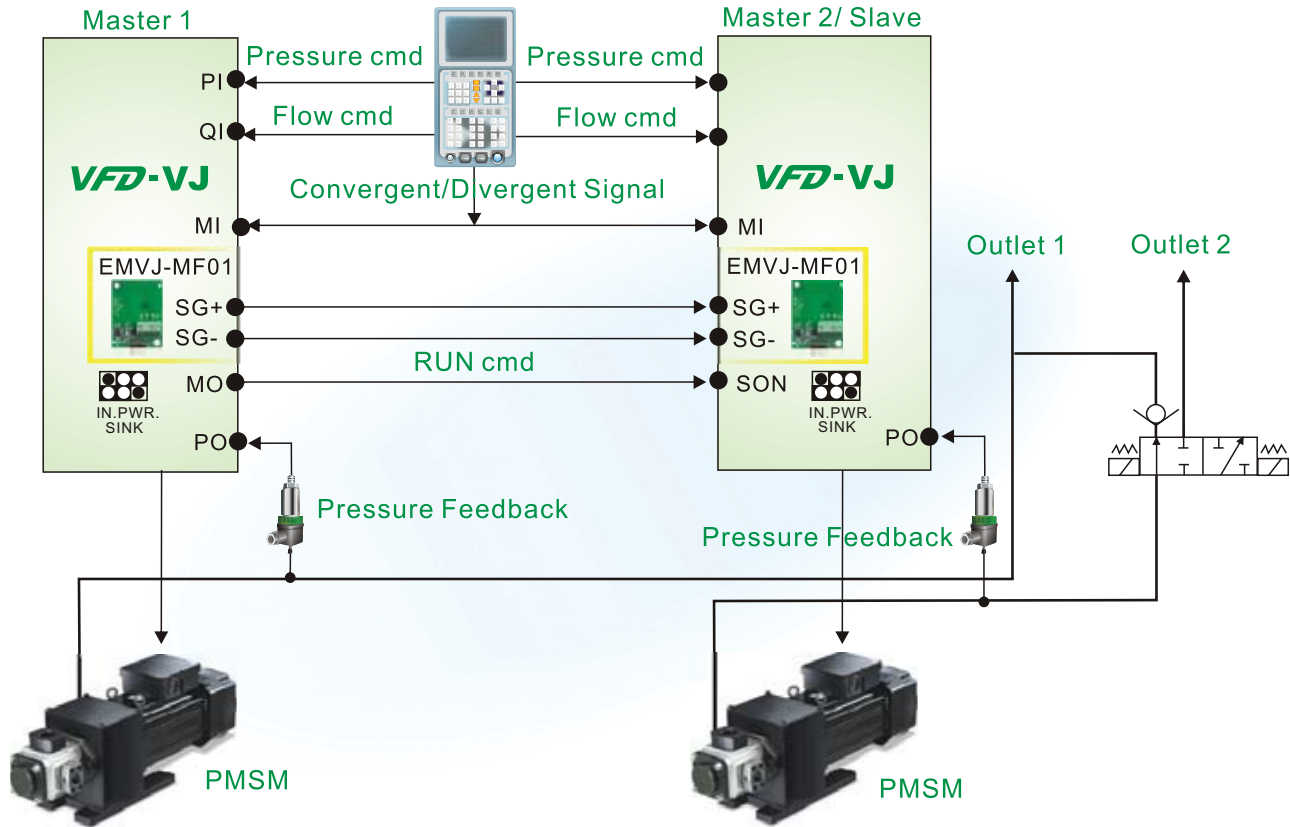 Master 1
Master 2/ Slave
Pressure cmd
Pressure cmd
PI
Flow cmd
Flow cmd
QI
VFD-VJ
VFD-VJ
Convergent/Divergent Signal
MI
MI
Outlet 1
Outlet 2
EMVJ-MF01
EMVJ-MF01
SG+
SG+
SG-
SG-
RUN cmd
MO
SON
IN.PWR.
SINK
IN.PWR.
SINK
PO
PO
Pressure Feedback
Pressure Feedback
PMSM
PMSM